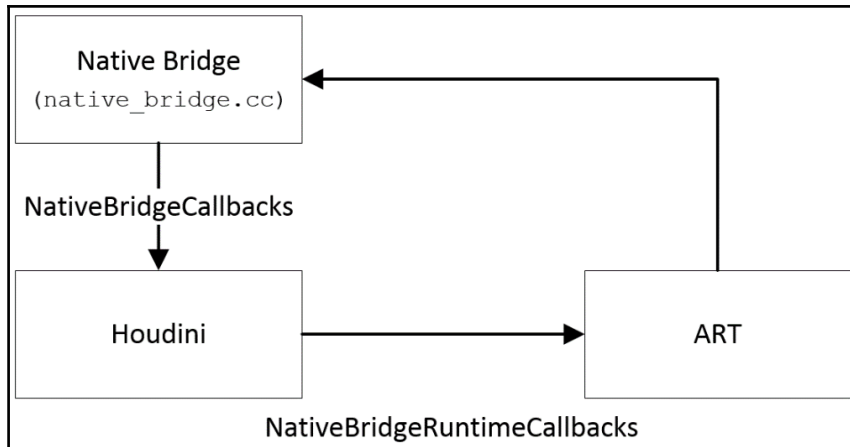 Native Bridge
(native_bridge.cc)
NativeBridgeCallbacks
Houdini
ART
NativeBridgeRuntimeCallbacks